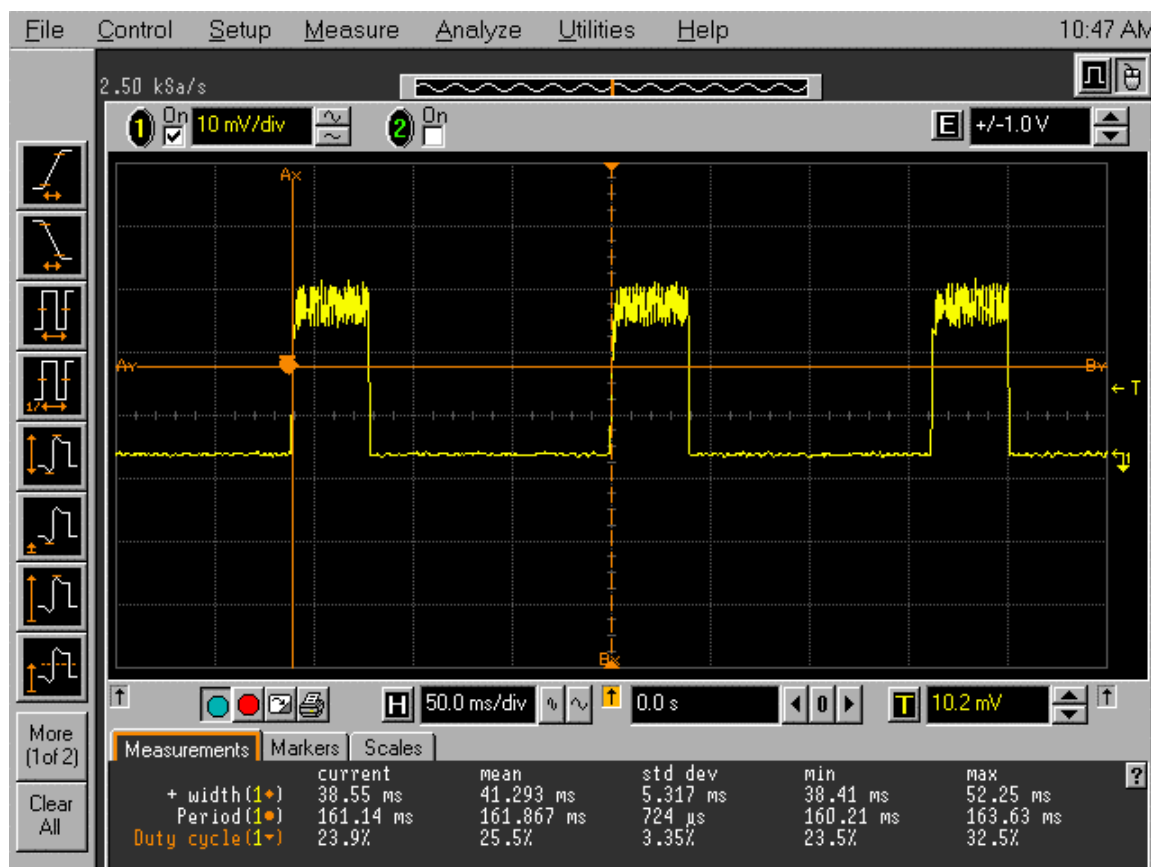 File Control Setup Measure Analyze Utilities Help 10:47 AM
2.50 kSa/s
1 On 10 mV/div 2 On E +/-1.0 V
Ax
Ay By
T
1
Bx
H 50.0 ms/div 0.0 s 0 T 10.2 mV
More
(1of 2)
Clear
All
Measurements Markers Scales
current mean std dev min max ?
+ width(1) 38.55 ms 41.293 ms 5.317 ms 38.41 ms 52.25 ms
Period(1) 161.14 ms 161.867 ms 724 µs 160.21 ms 163.63 ms
Duty cycle(1) 23.9% 25.5% 3.35% 23.5% 32.5%